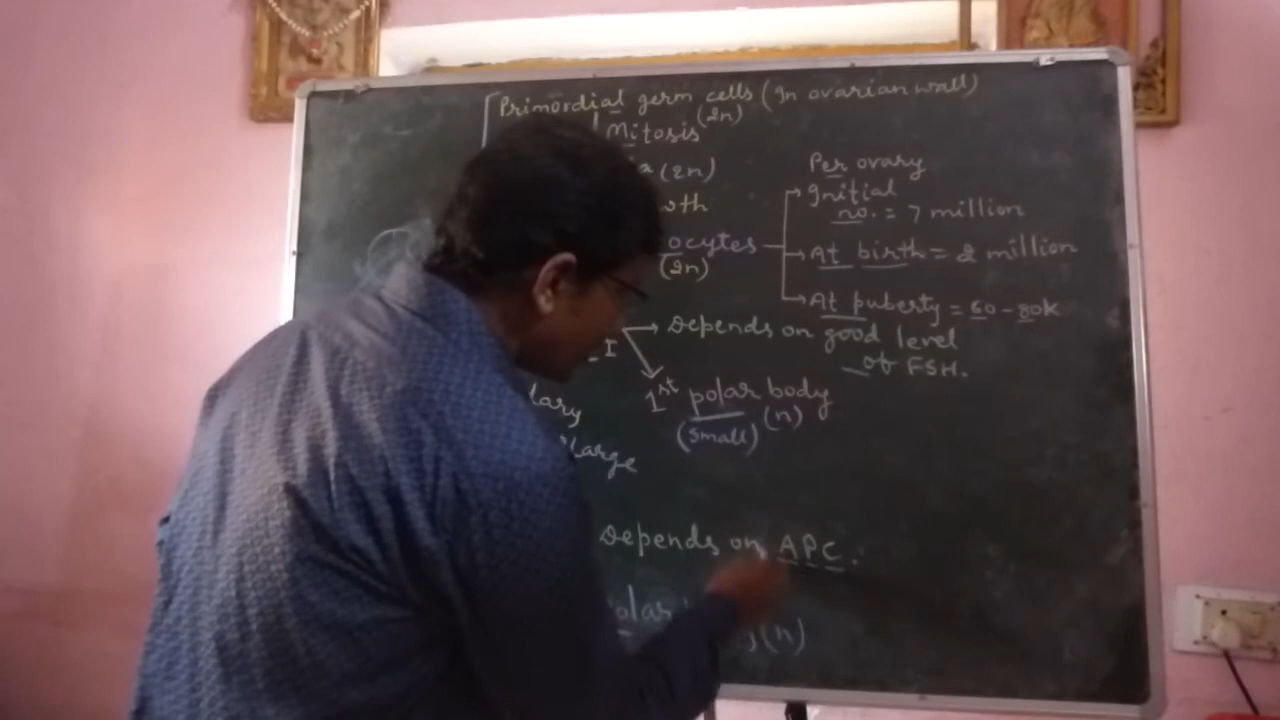 Primordial germ cells (In ovarian wall)
Mitosis (2n)
a (2n)
wth
ocytes
(2n)
Per ovary
Initial
no. = 7 million
At birth = 2 million
At puberty = 60-80k
I
Depends on good level
of FSH.
1st polar body
(small) (n)
dary
large
Depends on APC.
olar
y (n)